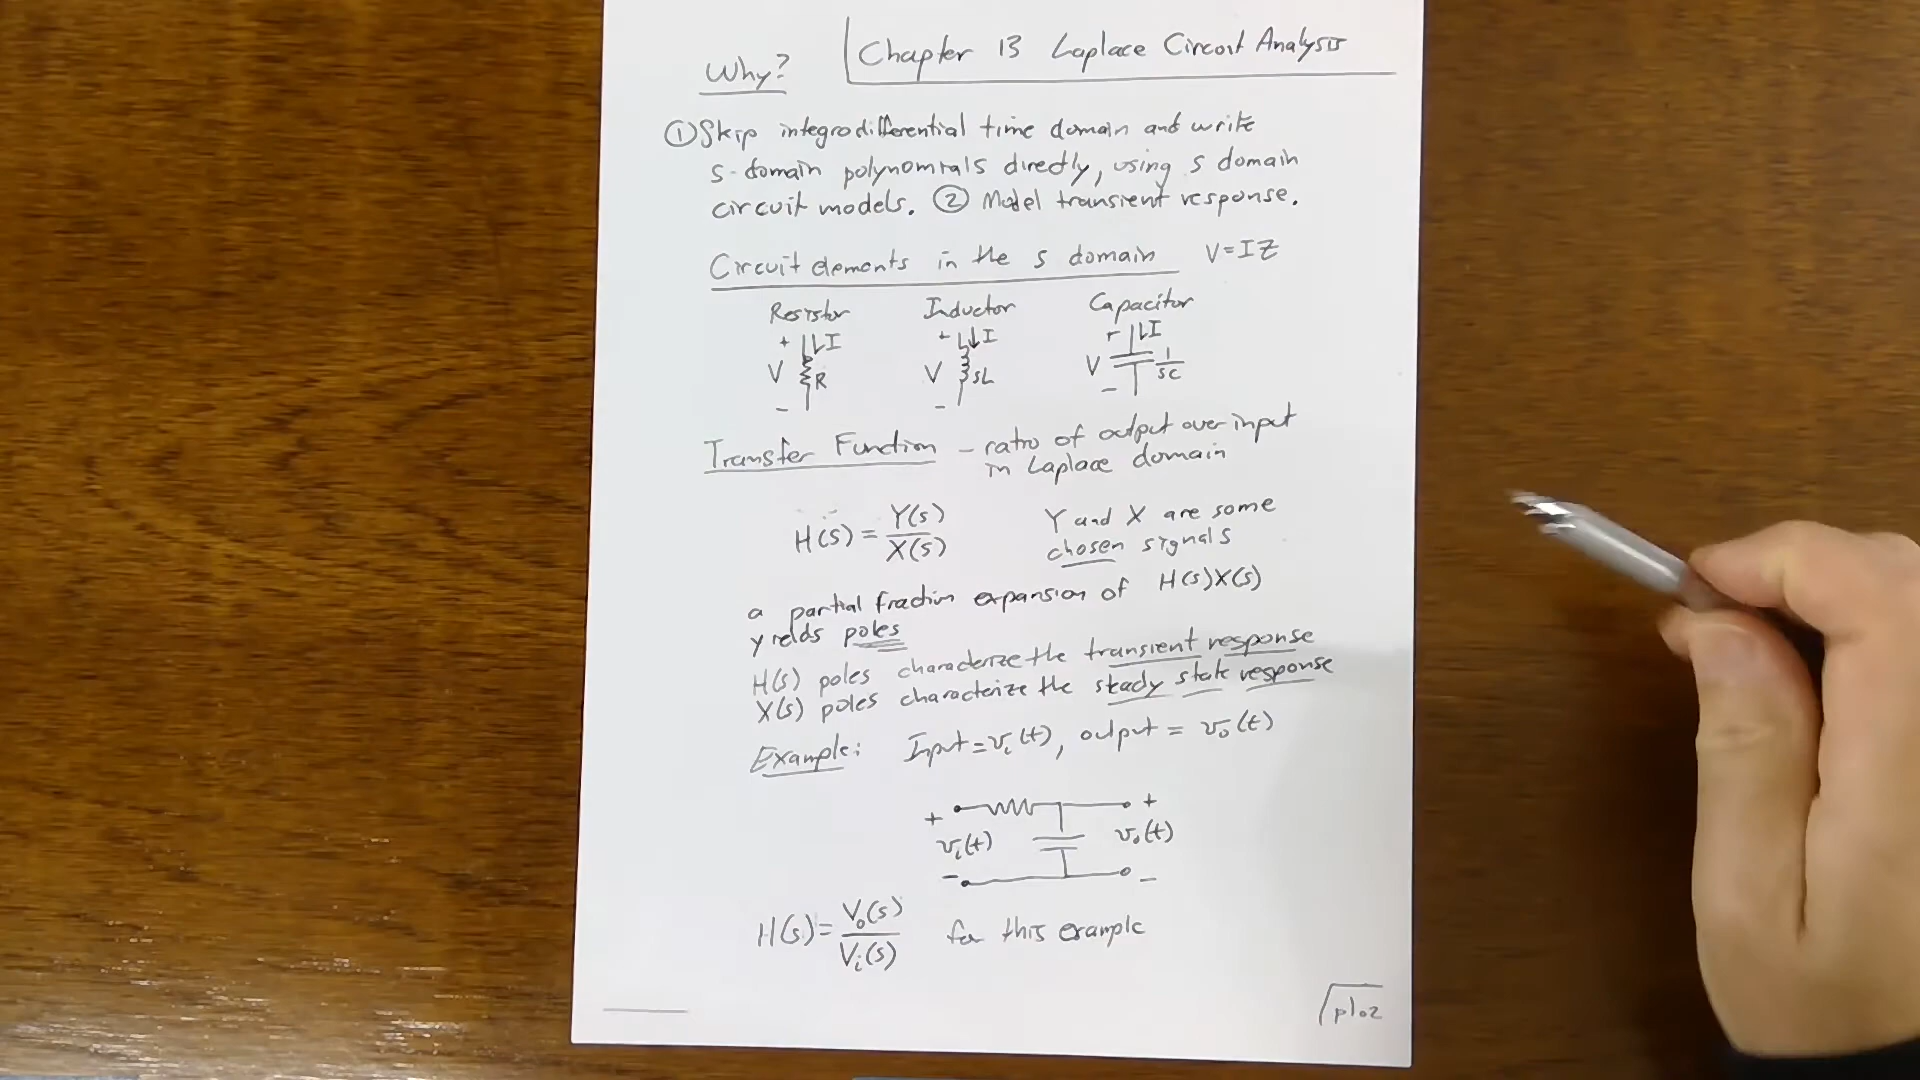 Chapter 13 Laplace Circuit Analysis
Why?
① Skip integrodifferential time domain and write
s-domain polynomials directly, using s domain
circuit models. ② Model transient response.
Circuit elements in the s domain V=IZ
Resistor Inductor Capacitor
+ I + I + I
V R V sL V 1/sC
- - -
Transfer Function - ratio of output over input
in Laplace domain
H(s) = Y(s)/X(s) Y and X are some
chosen signals
a partial fraction expansion of H(s)X(s)
yields poles
H(s) poles characterize the transient response
X(s) poles characterize the steady state response
Example: Input = vi(t), output = vo(t)
+ +
vi(t) vo(t)
- -
H(s) = Vo(s)/Vi(s) for this example
p102